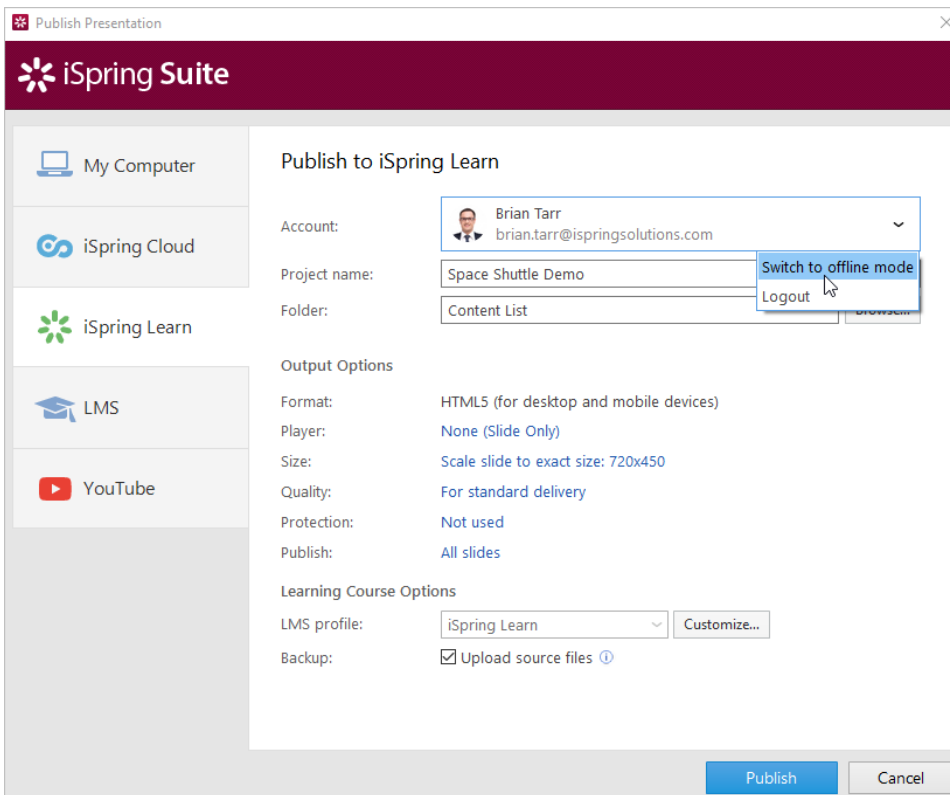 Publish Presentation
iSpring Suite
My Computer
iSpring Cloud
iSpring Learn
LMS
YouTube
Publish to iSpring Learn
Account:
Brian Tarr
brian.tarr@ispringsolutions.com
Switch to offline mode
Logout
Project name:
Space Shuttle Demo
Folder:
Content List
Browse...
Output Options
Format:
HTML5 (for desktop and mobile devices)
Player:
None (Slide Only)
Size:
Scale slide to exact size: 720x450
Quality:
For standard delivery
Protection:
Not used
Publish:
All slides
Learning Course Options
LMS profile:
iSpring Learn
Customize...
Backup:
Upload source files
Publish
Cancel